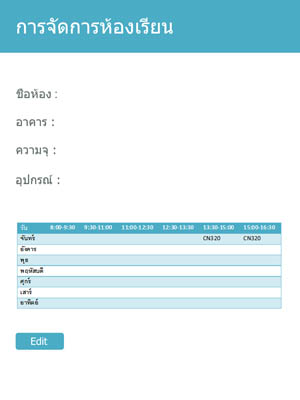 การจัดการห้องเรียน
ชื่อห้อง :
อาคาร :
ความจุ :
อุปกรณ์ :
วัน 8:00-9:30 9:30-11:00 11:00-12:30 12:30-13:30 13:30-15:00 15:00-16:30
จันทร์ CN320 CN320
อังคาร
พุธ
พฤหัสบดี
ศุกร์
เสาร์
อาทิตย์
Edit